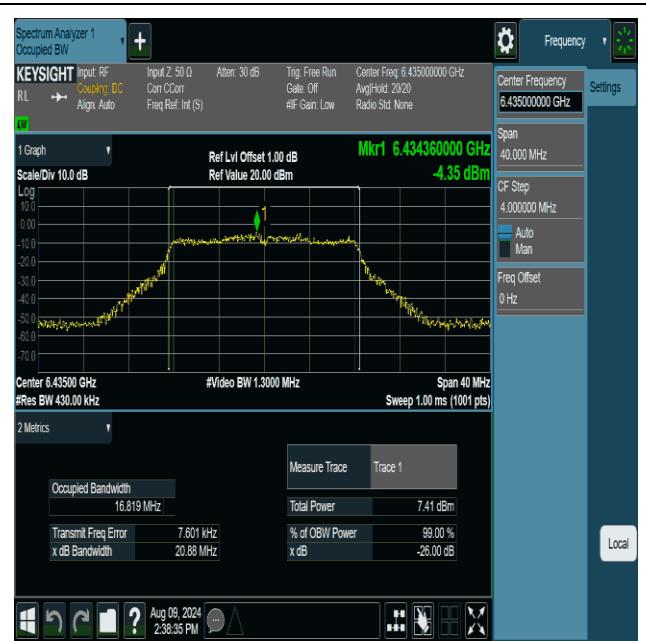 Spectrum Analyzer 1
Occupied BW
Frequency
KEYSIGHT Input: RF Input Z: 50 Ω Atten: 30 dB Trig: Free Run Center Freq: 6.435000000 GHz
RL Coupling: DC Corr CCorr Gate: Off Avg|Hold: 20/20
Align: Auto Freq Ref: Int (S) #IF Gain: Low Radio Std: None
LW
Center Frequency
6.435000000 GHz
Settings
Span
40.000 MHz
CF Step
4.000000 MHz
Auto
Man
Freq Offset
0 Hz
1 Graph
Ref Lvl Offset 1.00 dB Mkr1 6.434360000 GHz
Scale/Div 10.0 dB Ref Value 20.00 dBm -4.35 dBm
Log
10.0
0.00
-10.0
-20.0
-30.0
-40.0
-50.0
-60.0
-70.0
1
Center 6.43500 GHz #Video BW 1.3000 MHz Span 40 MHz
#Res BW 430.00 kHz Sweep 1.00 ms (1001 pts)
2 Metrics
Measure Trace Trace 1
Occupied Bandwidth
16.819 MHz
Total Power 7.41 dBm
Transmit Freq Error 7.601 kHz % of OBW Power 99.00 %
x dB Bandwidth 20.88 MHz x dB -26.00 dB
Local
Aug 09, 2024
2:38:35 PM